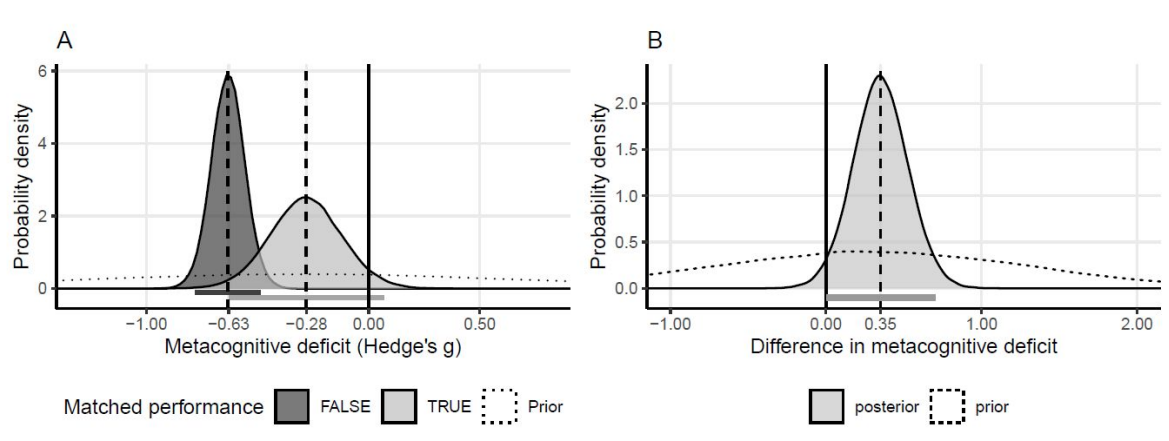 A
Probability density
6
4
2
0
−1.00
−0.63
−0.28
0.00
0.50
Metacognitive deficit (Hedge's g)
Matched performance
FALSE
TRUE
Prior
B
Probability density
2.0
1.5
1.0
0.5
0.0
−1.00
0.00
0.35
1.00
2.00
Difference in metacognitive deficit
posterior
prior